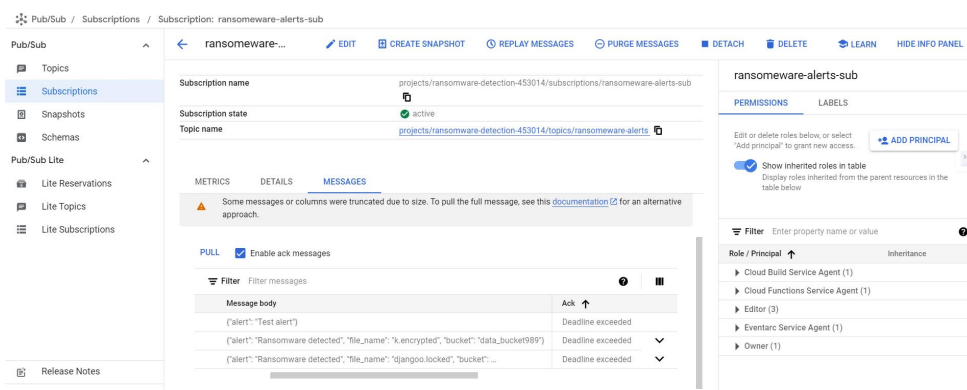 Pub/Sub / Subscriptions / Subscription: ransomeware-alerts-sub
Pub/Sub
Topics
Subscriptions
Snapshots
Schemas
Pub/Sub Lite
Lite Reservations
Lite Topics
Lite Subscriptions
Release Notes
ransomeware-...
EDIT
CREATE SNAPSHOT
REPLAY MESSAGES
PURGE MESSAGES
DETACH
DELETE
LEARN
HIDE INFO PANEL
Subscription name projects/ransomware-detection-453014/subscriptions/ransomeware-alerts-sub
Subscription state active
Topic name projects/ransomware-detection-453014/topics/ransomeware-alerts
METRICS DETAILS MESSAGES
Some messages or columns were truncated due to size. To pull the full message, see this documentation for an alternative
approach.
PULL Enable ack messages
Filter Filter messages
Message body Ack
{"alert": "Test alert"} Deadline exceeded
{"alert": "Ransomware detected", "file_name": "k.encrypted", "bucket": "data_bucket989"} Deadline exceeded
{"alert": "Ransomware detected", "file_name": "djangoo.locked", "bucket": ... Deadline exceeded
ransomeware-alerts-sub
PERMISSIONS LABELS
Edit or delete roles below, or select
"Add principal" to grant new access.
ADD PRINCIPAL
Show inherited roles in table
Display roles inherited from the parent resources in the
table below
Filter Enter property name or value
Role / Principal Inheritance
Cloud Build Service Agent (1)
Cloud Functions Service Agent (1)
Editor (3)
Eventarc Service Agent (1)
Owner (1)